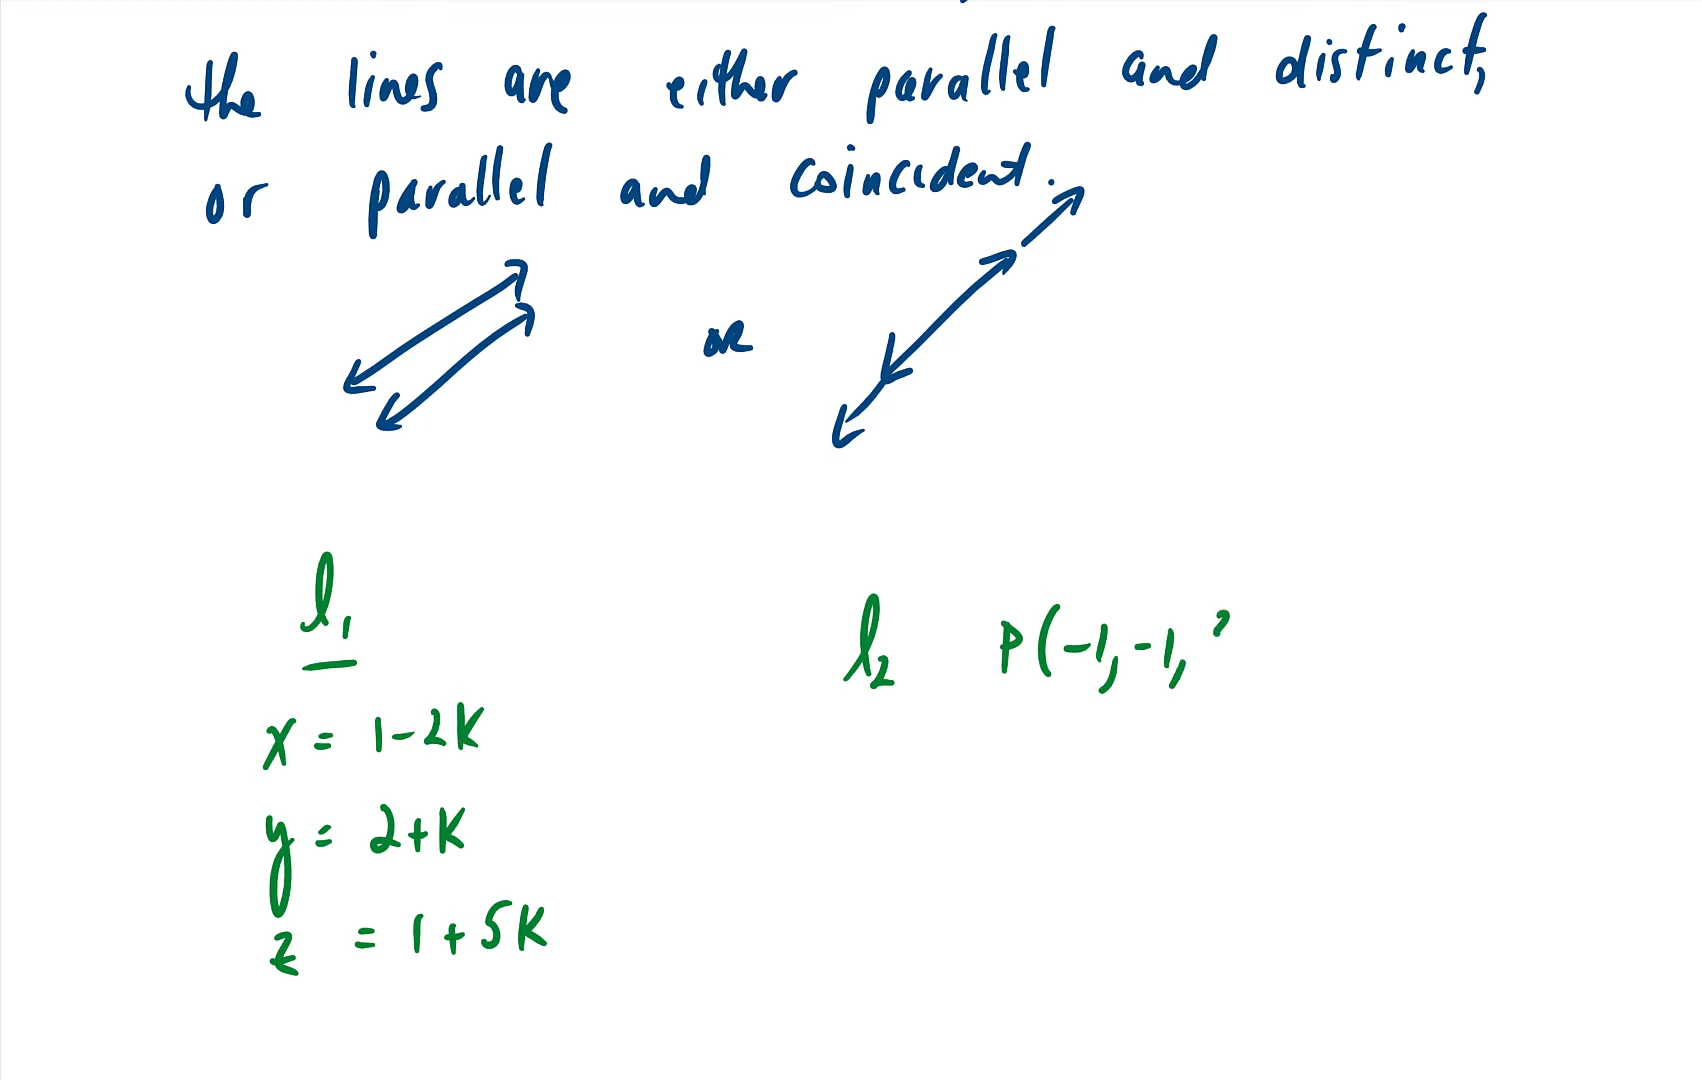 the lines are either parallel and distinct,
or parallel and coincident.
or
l₁
l₂ P(-1, -1,
x = 1-2K
y = 2+K
z = 1+5K